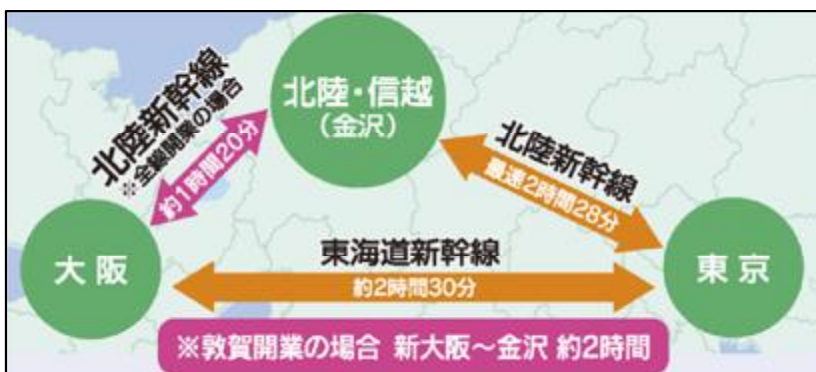 北陸新幹線
※全線開業の場合
約1時間20分
北陸・信越
(金沢)
北陸新幹線
最速2時間28分
大阪
東海道新幹線
約2時間30分
東京
※敦賀開業の場合 新大阪～金沢 約2時間